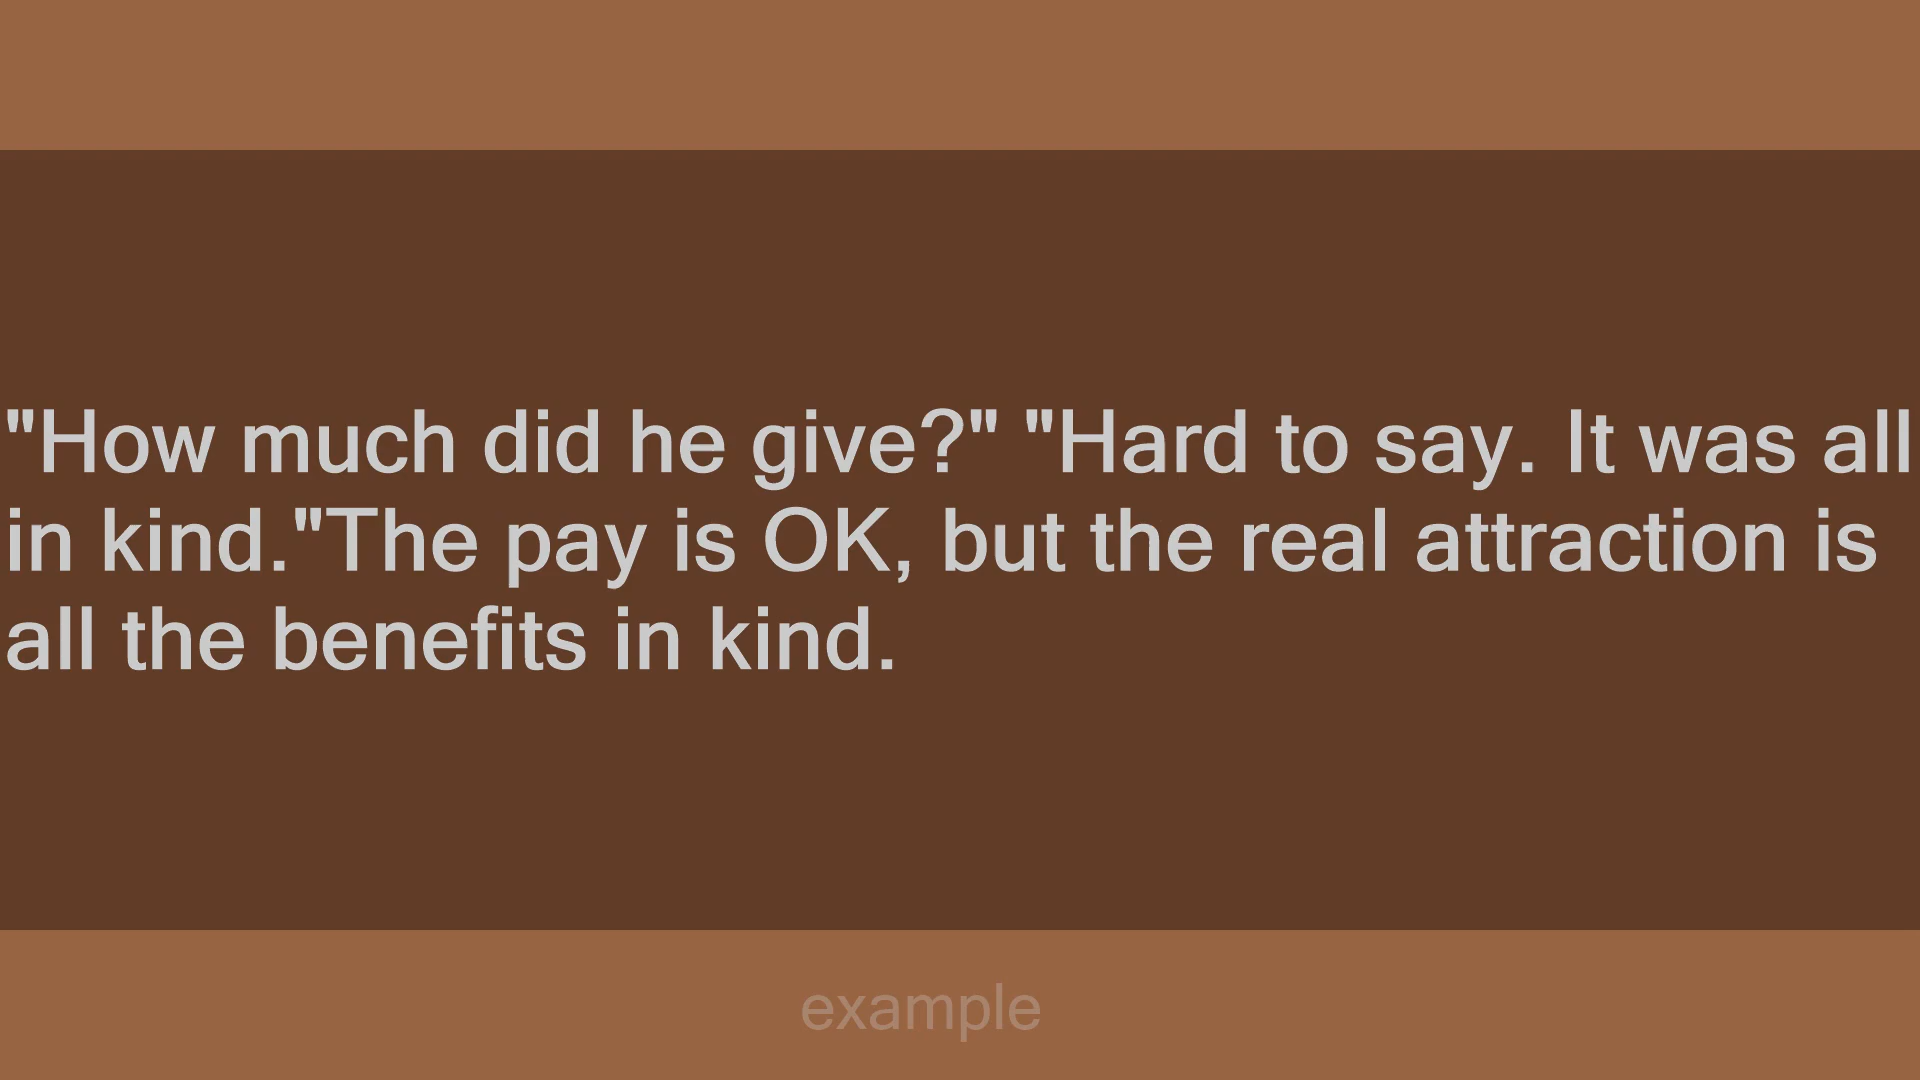 "How much did he give?" "Hard to say. It was all
in kind."The pay is OK, but the real attraction is
all the benefits in kind.
example